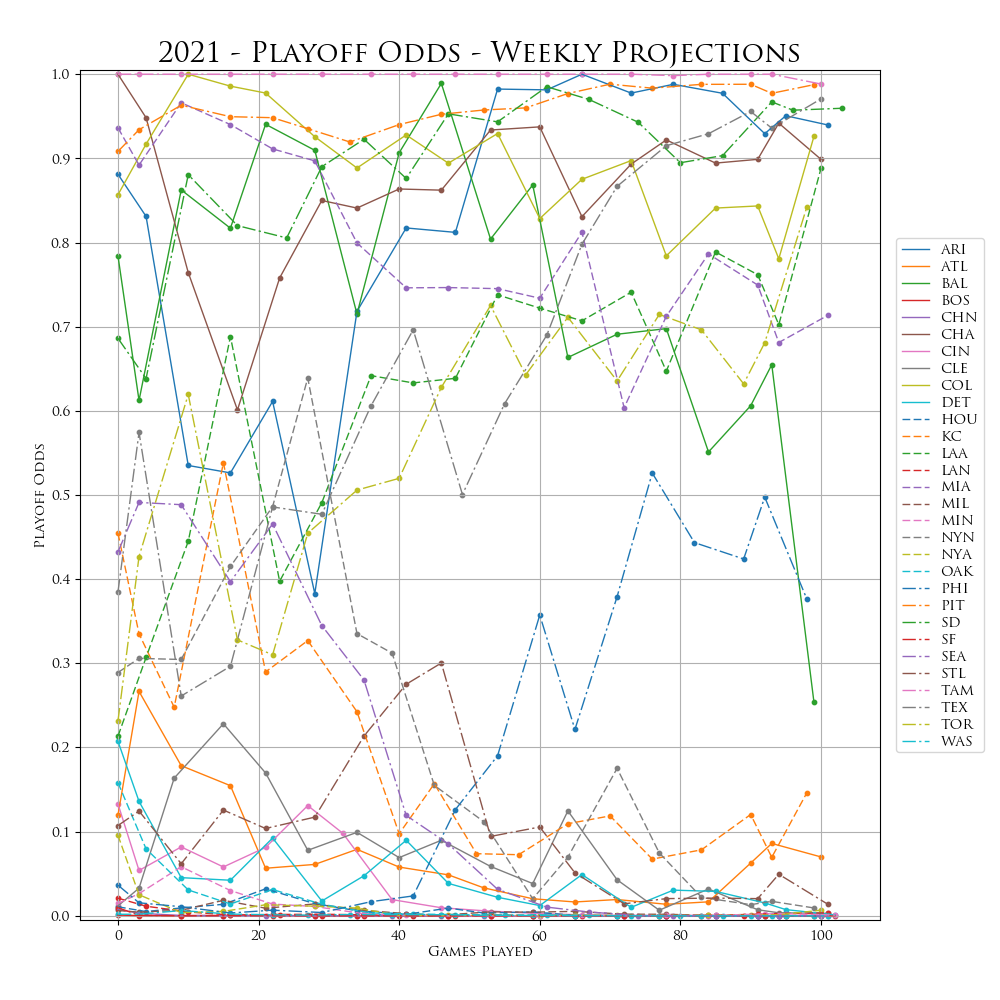 2021 - Playoff Odds - Weekly Projections
1.0
0.9
0.8
0.7
0.6
0.5
0.4
0.3
0.2
0.1
0.0
Playoff Odds
0 20 40 60 80 100
Games Played
ARI
ATL
BAL
BOS
CHN
CHA
CIN
CLE
COL
DET
HOU
KC
LAA
LAN
MIA
MIL
MIN
NYN
NYA
OAK
PHI
PIT
SD
SF
SEA
STL
TAM
TEX
TOR
WAS